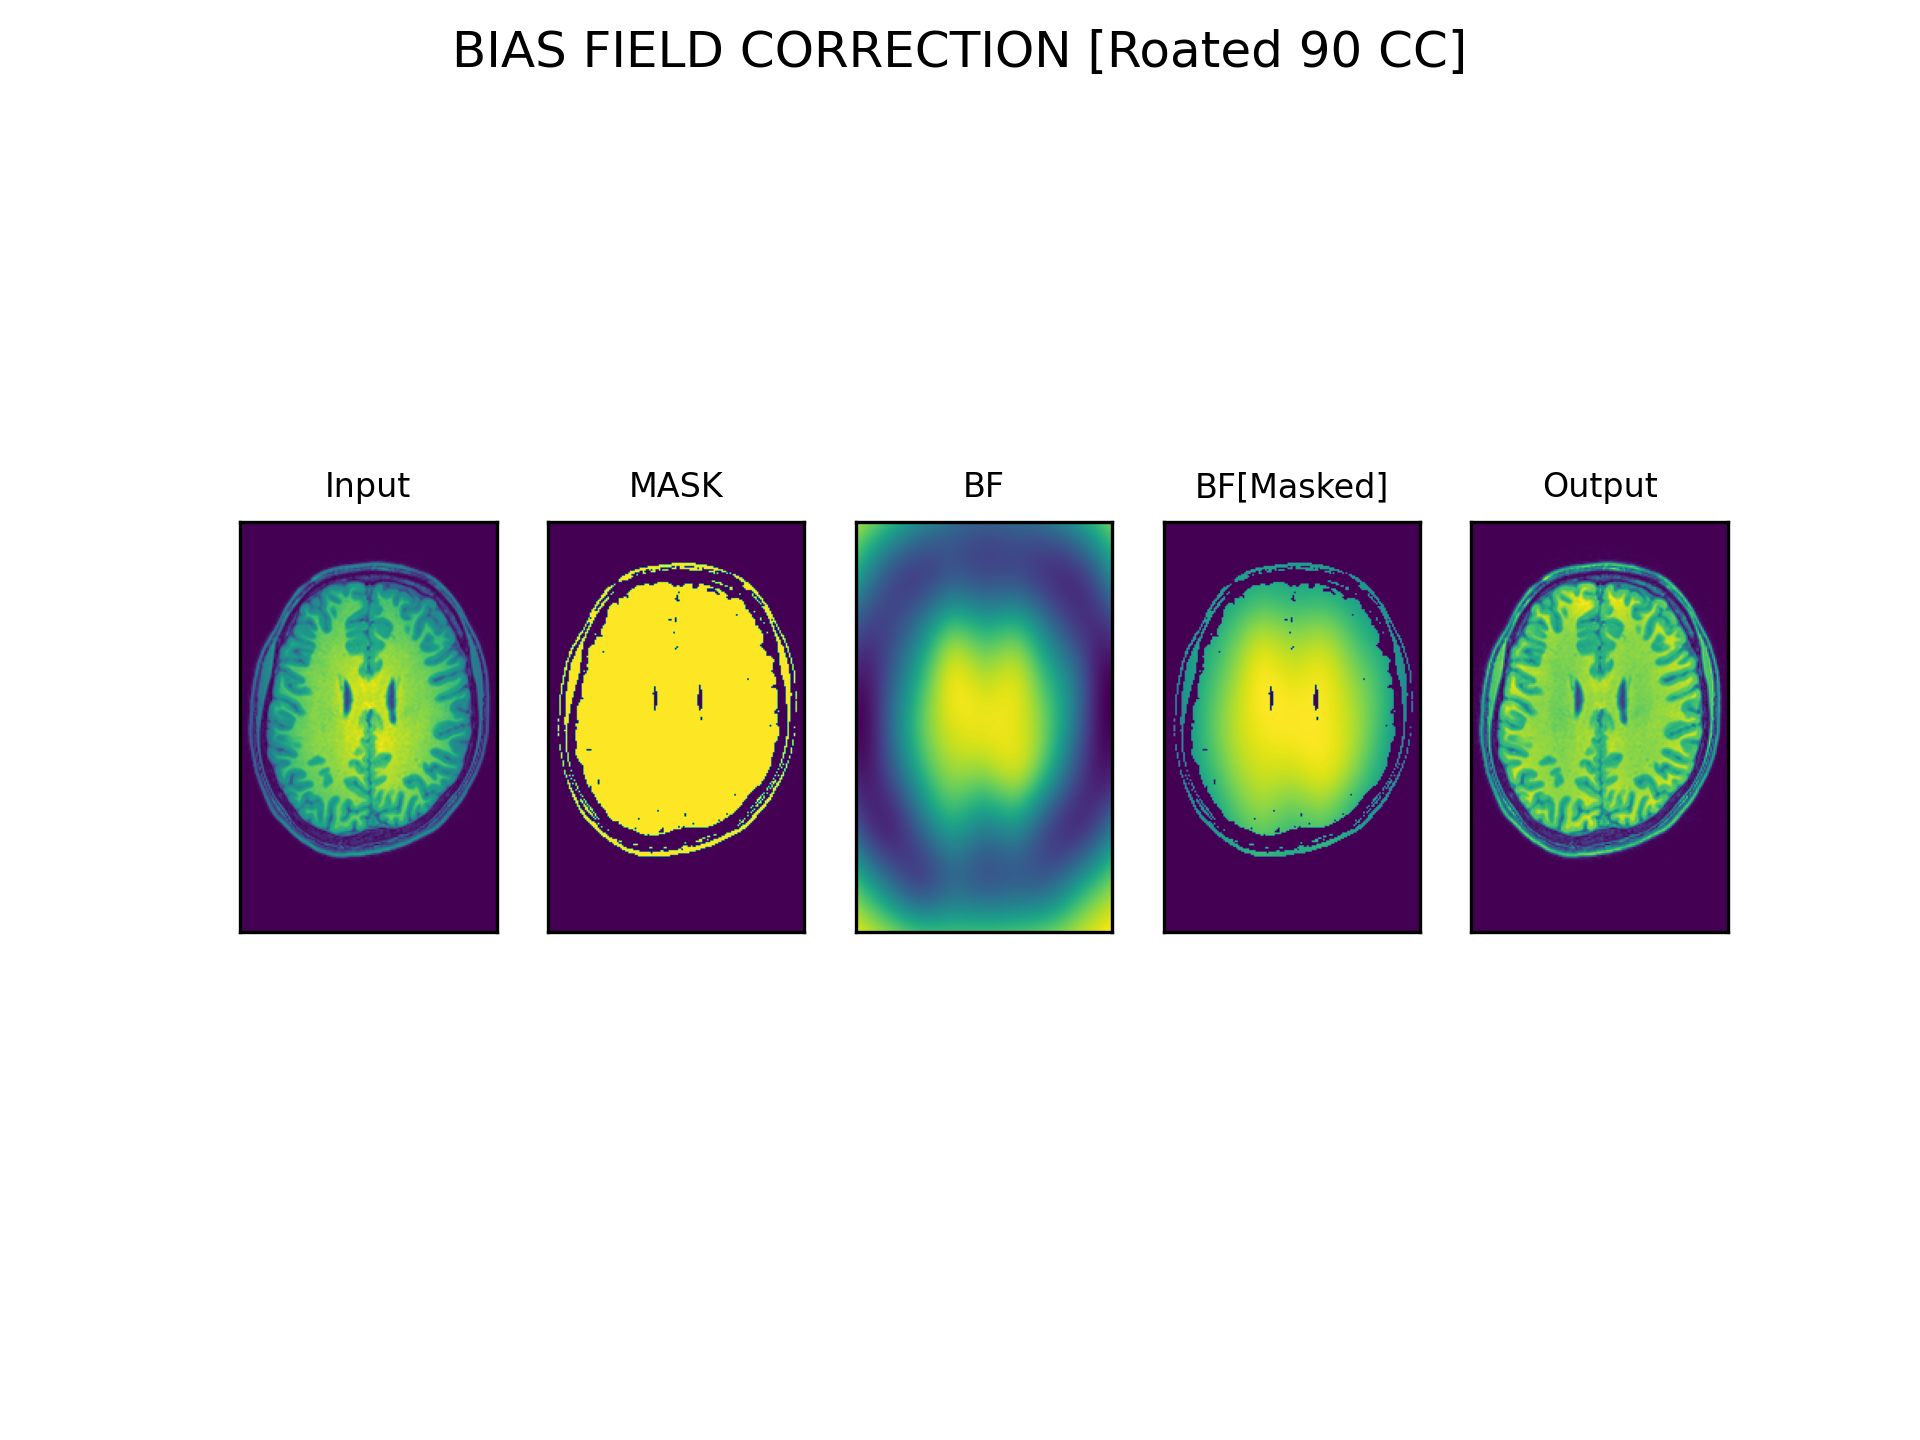 BIAS FIELD CORRECTION [Roated 90 CC]
Input
MASK
BF
BF[Masked]
Output